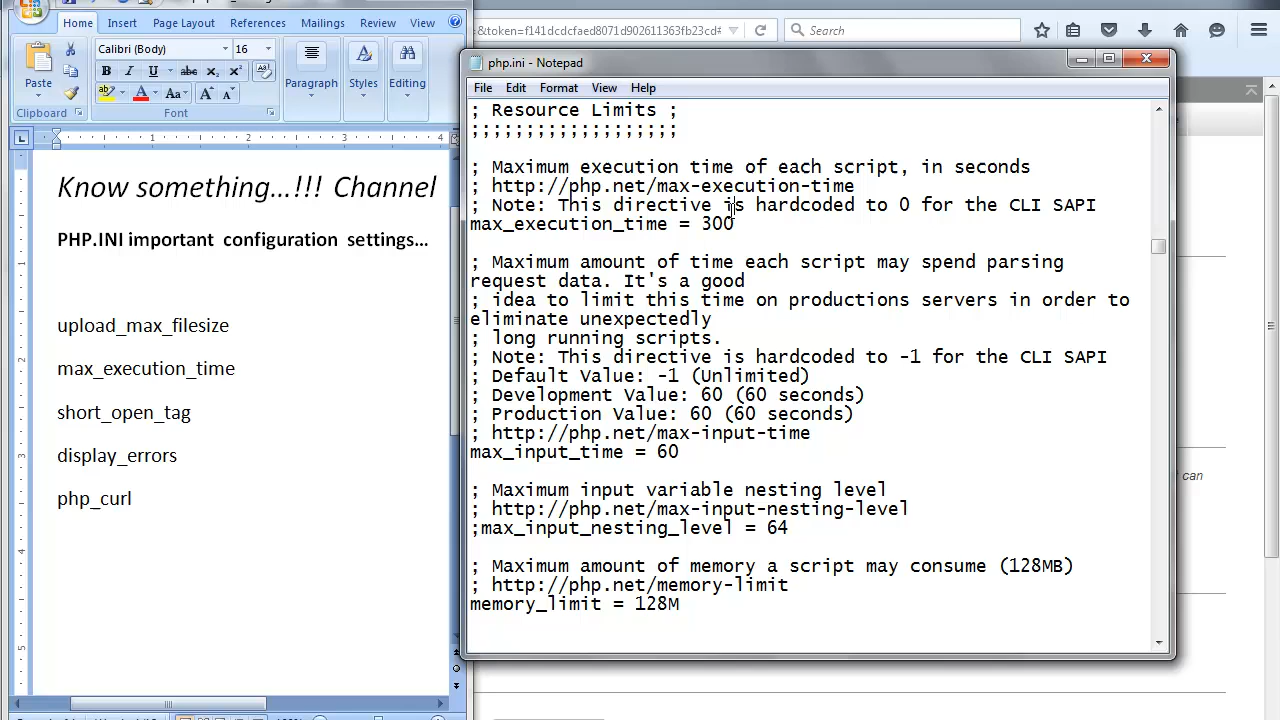 Home Insert Page Layout References Mailings Review View
Calibri (Body) 16
Paste
Paragraph
Styles
Editing
Clipboard
Font
&token=f141dcdcfaed8071d902611363fb23cd#
Search
1 2 3 4
Know something...!!! Channel
PHP.INI important configuration settings...
upload_max_filesize
max_execution_time
short_open_tag
display_errors
php_curl
php.ini - Notepad
File Edit Format View Help
; Resource Limits ;
;;;;;;;;;;;;;;;;;;;
; Maximum execution time of each script, in seconds
; http://php.net/max-execution-time
; Note: This directive is hardcoded to 0 for the CLI SAPI
max_execution_time = 300
; Maximum amount of time each script may spend parsing
request data. It's a good
; idea to limit this time on productions servers in order to
eliminate unexpectedly
; long running scripts.
; Note: This directive is hardcoded to -1 for the CLI SAPI
; Default Value: -1 (Unlimited)
; Development Value: 60 (60 seconds)
; Production Value: 60 (60 seconds)
; http://php.net/max-input-time
max_input_time = 60
; Maximum input variable nesting level
; http://php.net/max-input-nesting-level
;max_input_nesting_level = 64
; Maximum amount of memory a script may consume (128MB)
; http://php.net/memory-limit
memory_limit = 128M
can